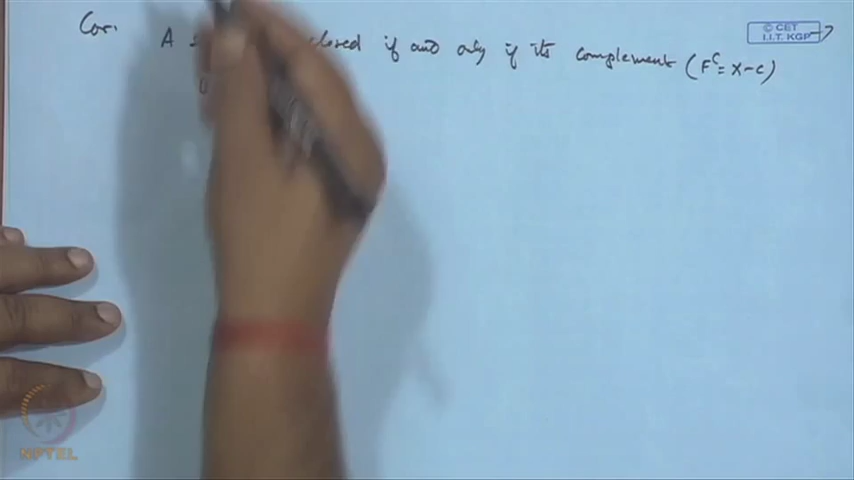 Cor.
© CET
I.I.T. KGP
A closed if and only if its complement (F^c = X - C)
NPTEL